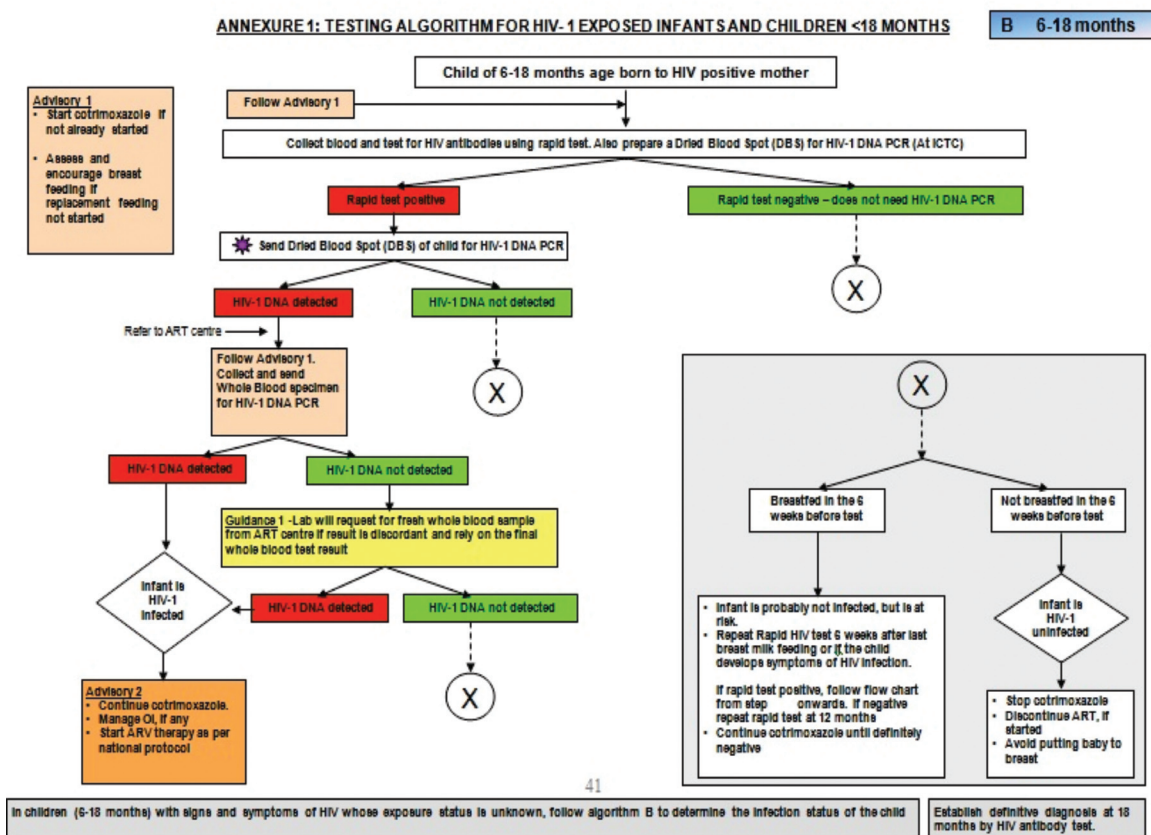 ANNEXURE 1: TESTING ALGORITHM FOR HIV- 1 EXPOSED INFANTS AND CHILDREN <18 MONTHS
B 6-18 months
Child of 6-18 months age born to HIV positive mother
Advisory 1
• Start cotrimoxazole if
not already started
• Assess and
encourage breast
feeding if
replacement feeding
not started
Follow Advisory 1
Collect blood and test for HIV antibodies using rapid test. Also prepare a Dried Blood Spot (DBS) for HIV-1 DNA PCR (At ICTC)
Rapid test positive
Rapid test negative – does not need HIV-1 DNA PCR
Send Dried Blood Spot (DBS) of child for HIV-1 DNA PCR
X
HIV-1 DNA detected
HIV-1 DNA not detected
Refer to ART centre
X
Follow Advisory 1.
Collect and send
Whole Blood specimen
for HIV-1 DNA PCR
HIV-1 DNA detected
HIV-1 DNA not detected
Guidance 1 -Lab will request for fresh whole blood sample
from ART centre if result is discordant and rely on the final
whole blood test result
Infant is
HIV-1
infected
HIV-1 DNA detected
HIV-1 DNA not detected
X
Advisory 2
• Continue cotrimoxazole.
• Manage OI, if any
• Start ARV therapy as per
national protocol
X
Breastfed in the 6
weeks before test
Not breastfed in the 6
weeks before test
• Infant is probably not infected, but is at
risk.
• Repeat Rapid HIV test 6 weeks after last
breast milk feeding or if the child
develops symptoms of HIV infection.
If rapid test positive, follow flow chart
from step onwards. If negative
repeat rapid test at 12 months
• Continue cotrimoxazole until definitely
negative
Infant is
HIV-1
uninfected
• Stop cotrimoxazole
• Discontinue ART, if
started
• Avoid putting baby to
breast
41
In children (6-18 months) with signs and symptoms of HIV whose exposure status is unknown, follow algorithm B to determine the infection status of the child
Establish definitive diagnosis at 18
months by HIV antibody test.